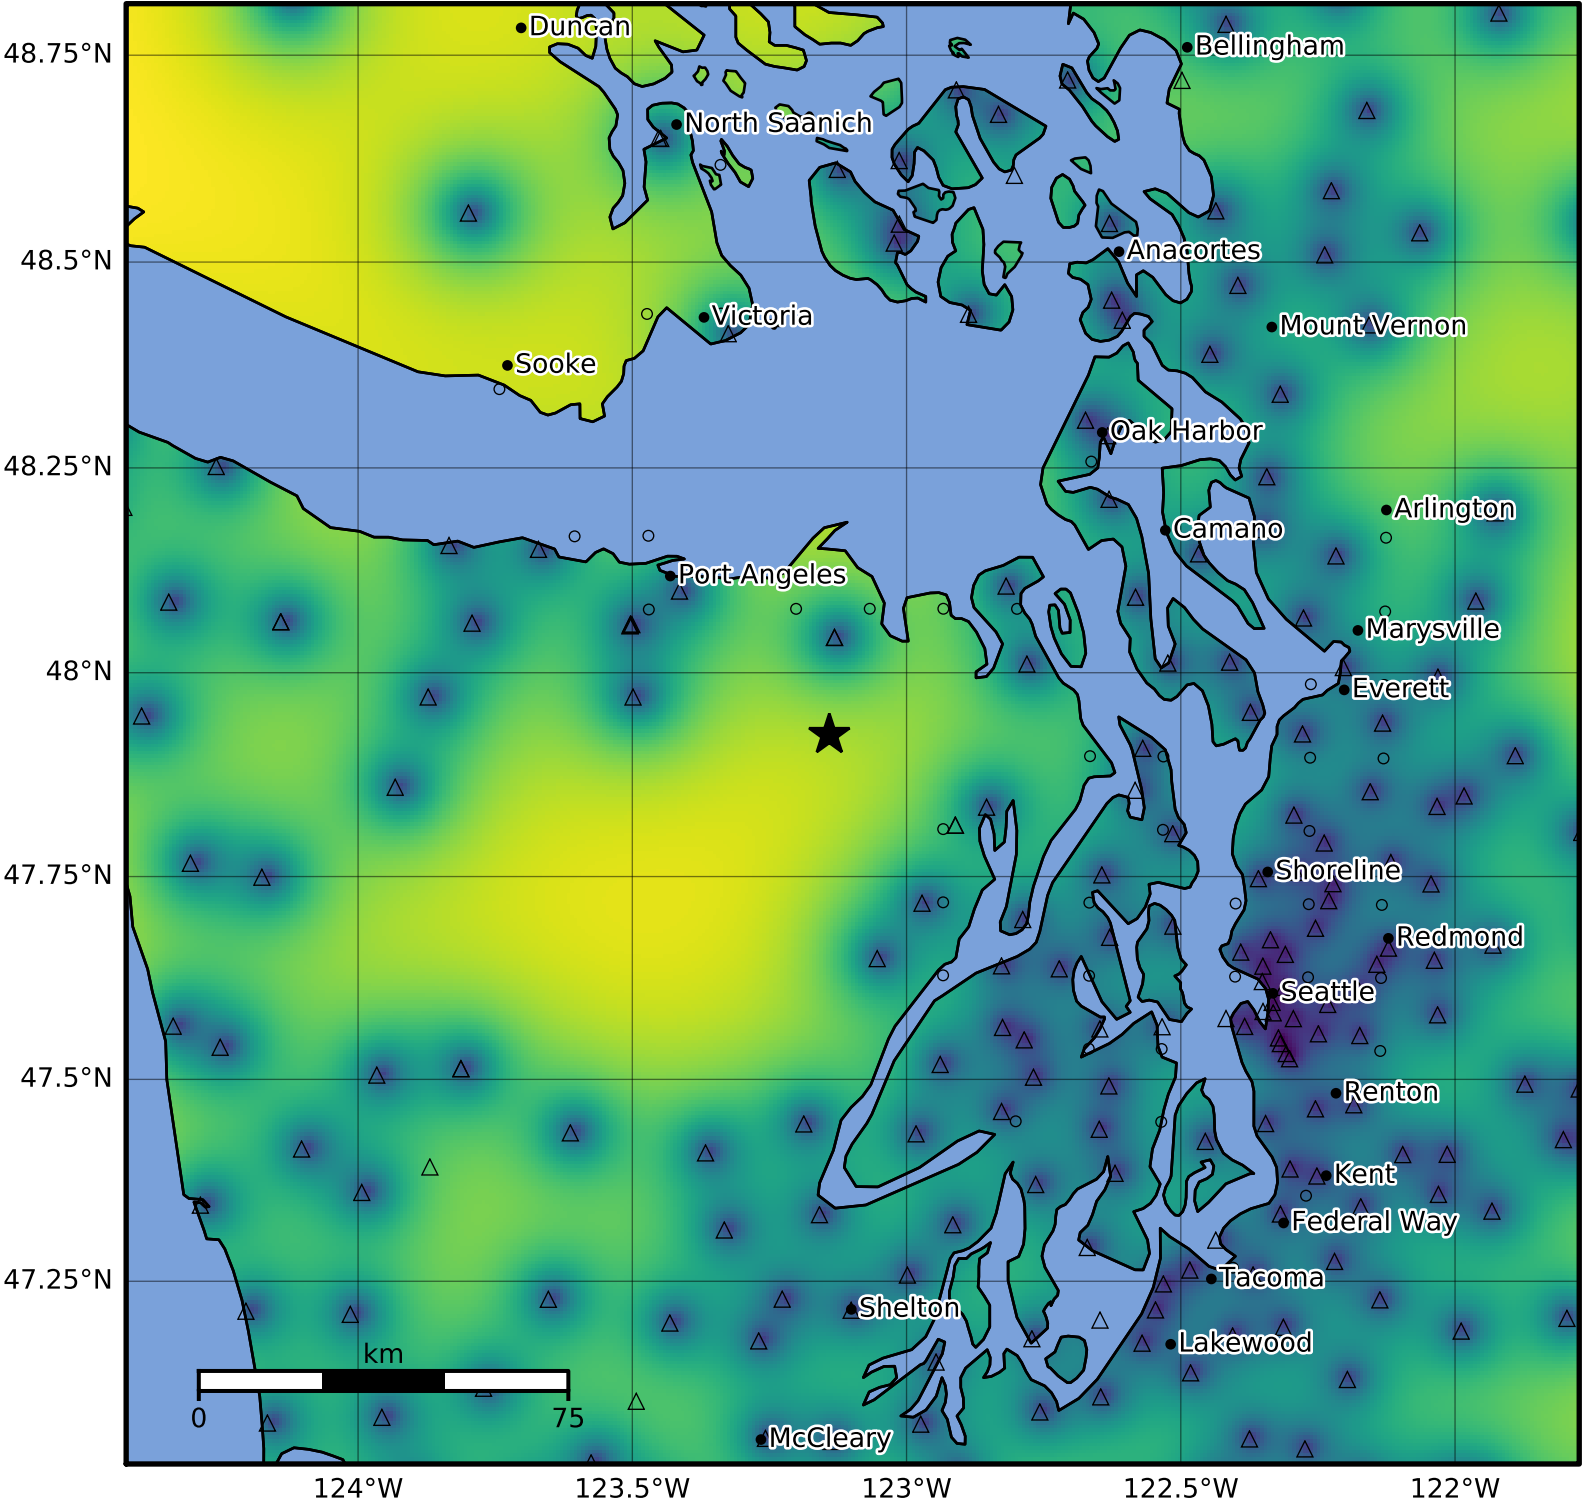 Duncan
48.75°N
Bellingham
North Saanich
48.5°N
Anacortes
Victoria
Mount Vernon
Sooke
Oak Harbor
48.25°N
Arlington
Camano
Port Angeles
Marysville
48°N
Everett
47.75°N
Shoreline
Redmond
Seattle
47.5°N
Renton
Kent
Federal Way
47.25°N
Tacoma
Shelton
Lakewood
km
0 75
McCleary
124°W 123.5°W 123°W 122.5°W 122°W